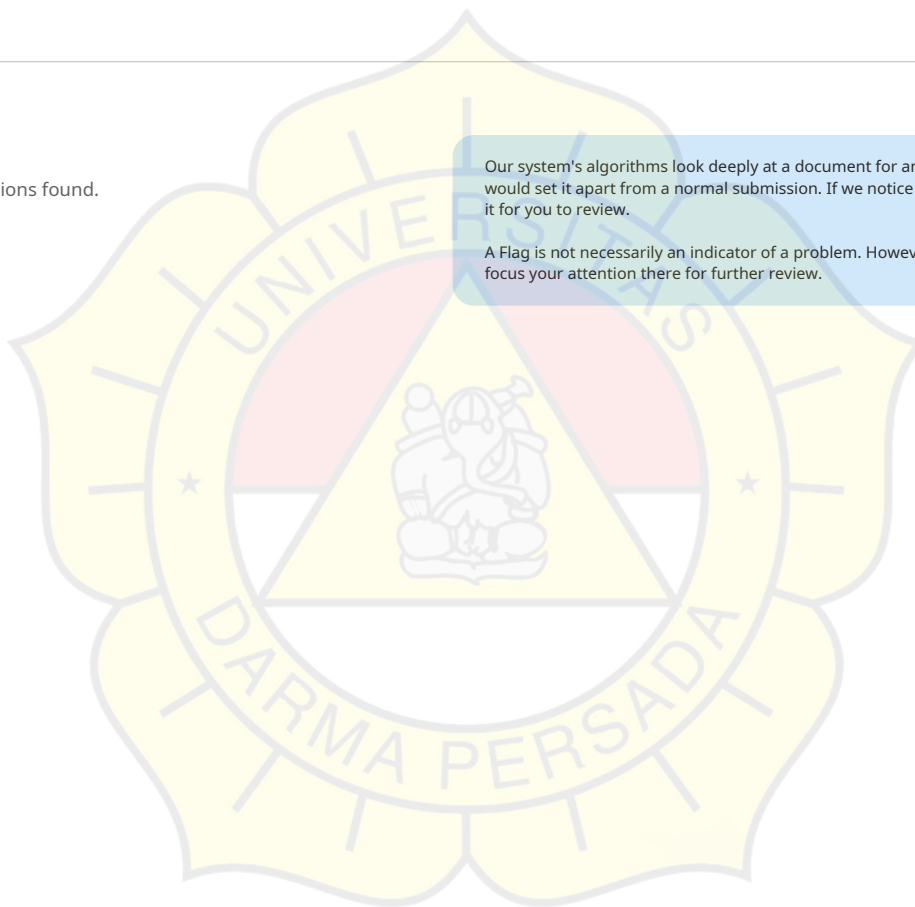 ions found.
Our system's algorithms look deeply at a document for
would set it apart from a normal submission. If we notice
it for you to review.
A Flag is not necessarily an indicator of a problem.
focus your attention there for further review.
UNIVERSITAS
DARMA PERSADA